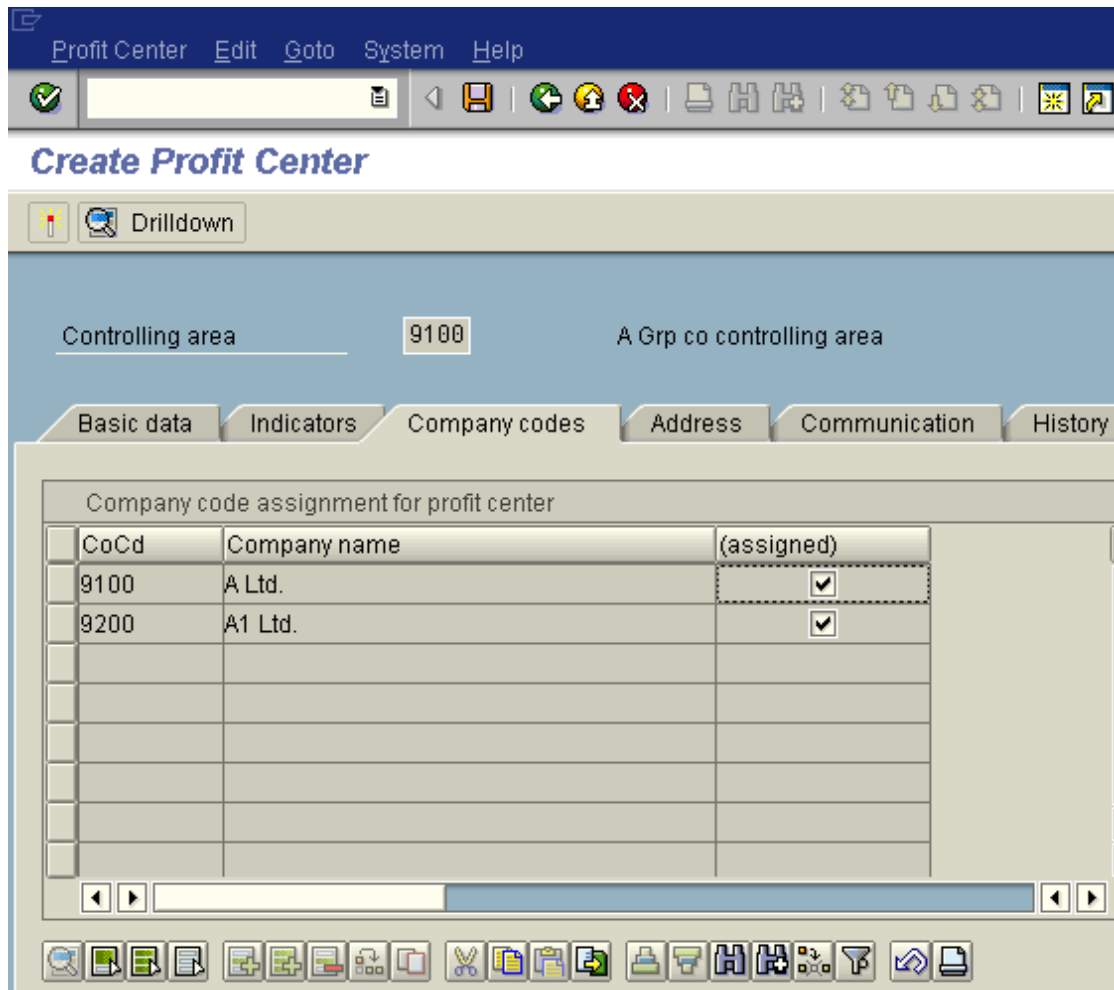 Profit Center Edit Goto System Help
Create Profit Center
Drilldown
Controlling area 9100 A Grp co controlling area
Basic data Indicators Company codes Address Communication History
Company code assignment for profit center
CoCd Company name (assigned)
9100 A Ltd.
9200 A1 Ltd.